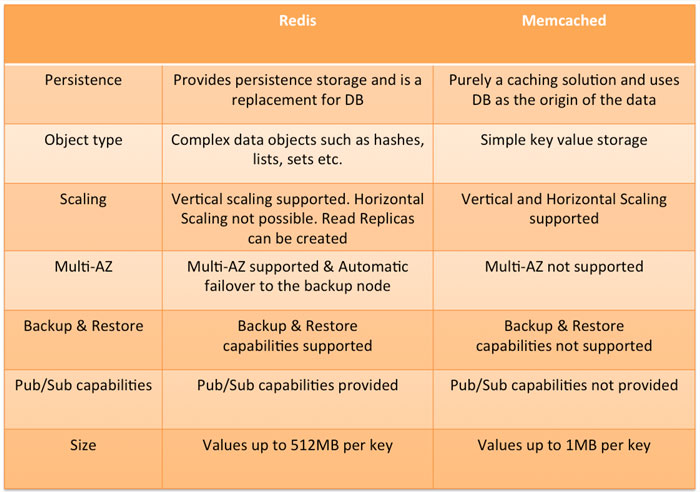 Redis Memcached
Persistence Provides persistence storage and is a Purely a caching solution and uses
replacement for DB DB as the origin of the data
Object type Complex data objects such as hashes, Simple key value storage
lists, sets etc.
Scaling Vertical scaling supported. Horizontal Vertical and Horizontal Scaling
Scaling not possible. Read Replicas supported
can be created
Multi-AZ Multi-AZ supported & Automatic Multi-AZ not supported
failover to the backup node
Backup & Restore Backup & Restore Backup & Restore
capabilities supported capabilities not supported
Pub/Sub capabilities Pub/Sub capabilities provided Pub/Sub capabilities not provided
Size Values up to 512MB per key Values up to 1MB per key